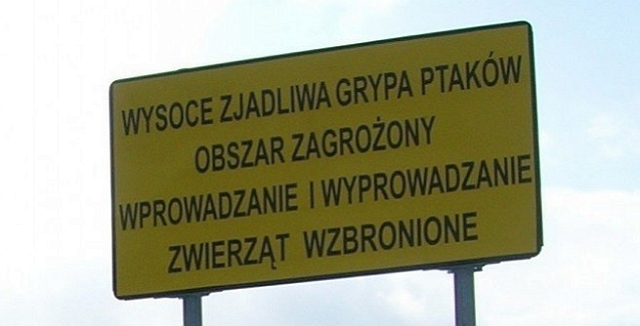 WYSOCE ZJADLIWA GRYPA PTAKÓW
OBSZAR ZAGROŻONY
WPROWADZANIE I WYPROWADZANIE
ZWIERZĄT WZBRONIONE